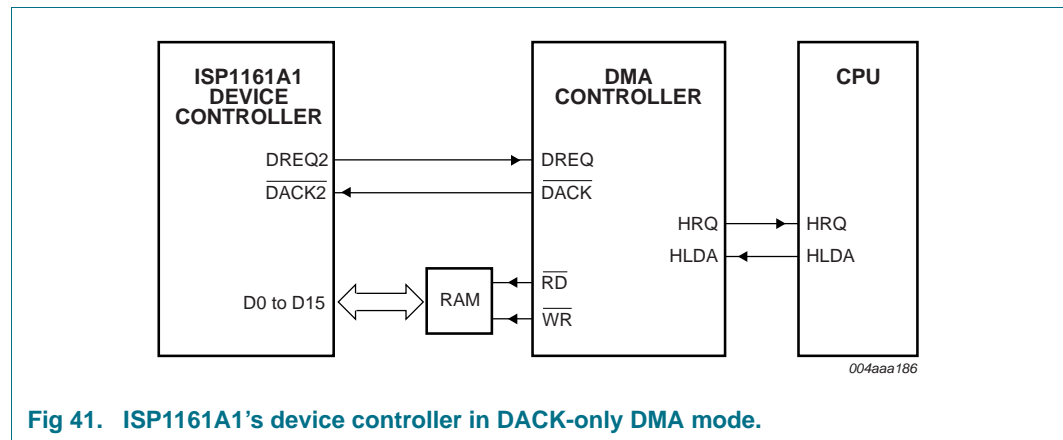 ISP1161A1
DEVICE
CONTROLLER
DMA
CONTROLLER
CPU
DREQ2
DREQ
DACK2
DACK
HRQ
HRQ
HLDA
HLDA
D0 to D15
RAM
RD
WR
004aaa186
Fig 41. ISP1161A1's device controller in DACK-only DMA mode.